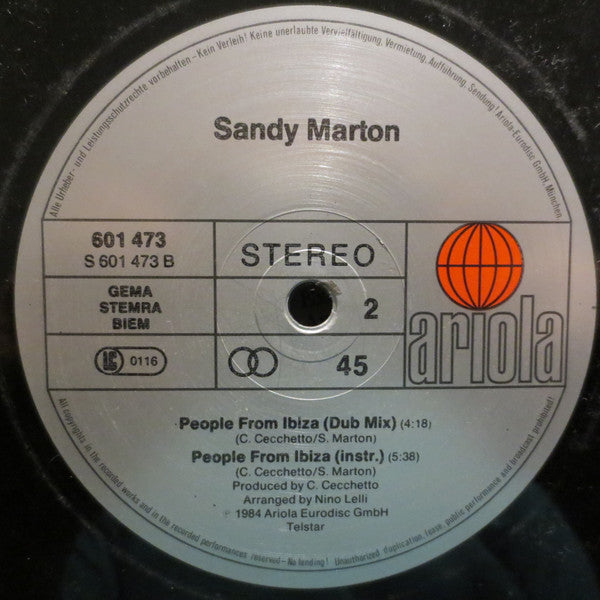 Alle Urheber- und Leistungsschutzrechte vorbehalten - Kein Verleih! Keine unerlaubte Vervielfältigung, Vermietung, Aufführung, Sendung! Ariola-Eurodisc GmbH, München.
Sandy Marton
601 473
S 601 473 B
STEREO
GEMA
STEMRA
BIEM
2
ariola
LC 0116
45
People From Ibiza (Dub Mix) (4:18)
(C. Cecchetto/S. Marton)
People From Ibiza (instr.) (5:38)
(C. Cecchetto/S. Marton)
Produced by C. Cecchetto
Arranged by Nino Lelli
℗ 1984 Ariola Eurodisc GmbH
Telstar
All copyrights in the recorded works and in the recorded performances reserved - No lending! Unauthorized duplication, lease, public performance and broadcast prohibited!